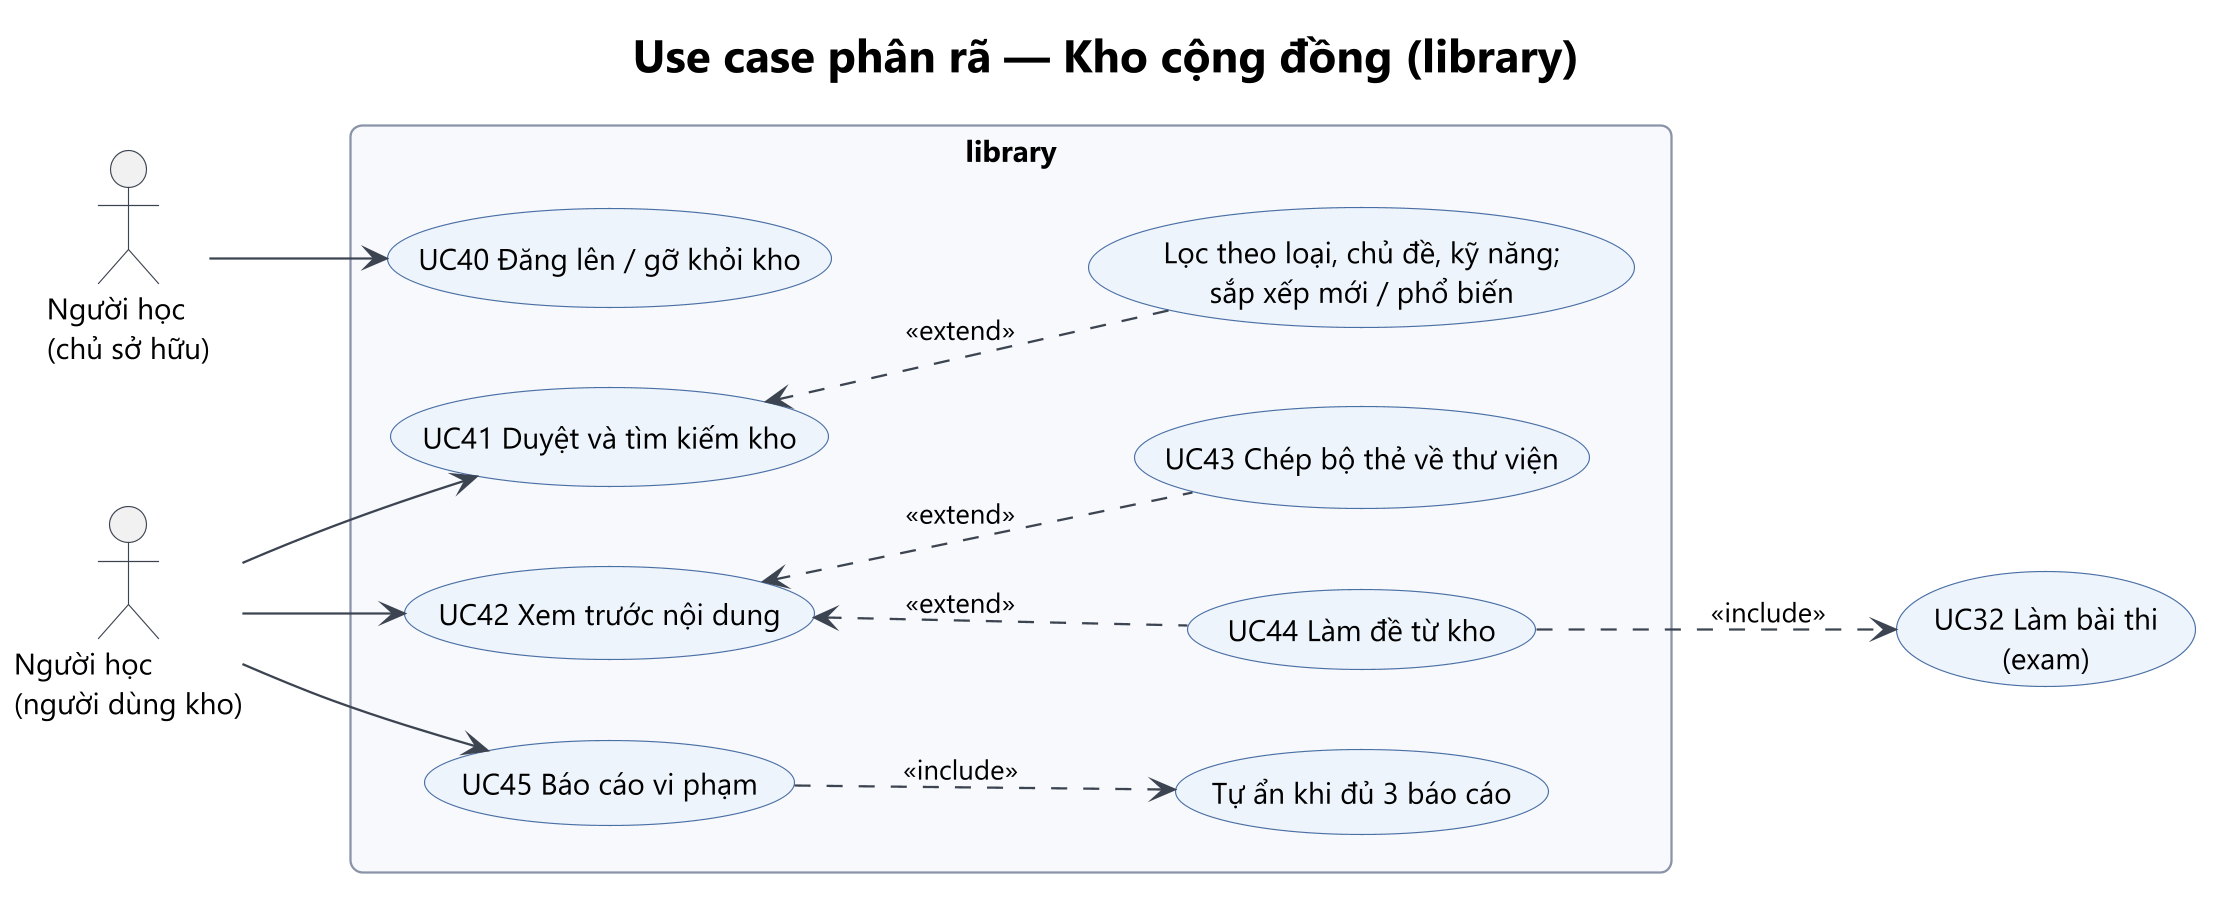 Use case phân rã — Kho cộng đồng (library)
library
Người học
(chủ sở hữu)
UC40 Đăng lên / gỡ khỏi kho
Lọc theo loại, chủ đề, kỹ năng;
sắp xếp mới / phổ biến
«extend»
UC41 Duyệt và tìm kiếm kho
UC43 Chép bộ thẻ về thư viện
«extend»
Người học
(người dùng kho)
UC42 Xem trước nội dung
«extend»
UC44 Làm đề từ kho
«include»
UC32 Làm bài thi
(exam)
UC45 Báo cáo vi phạm
«include»
Tự ẩn khi đủ 3 báo cáo